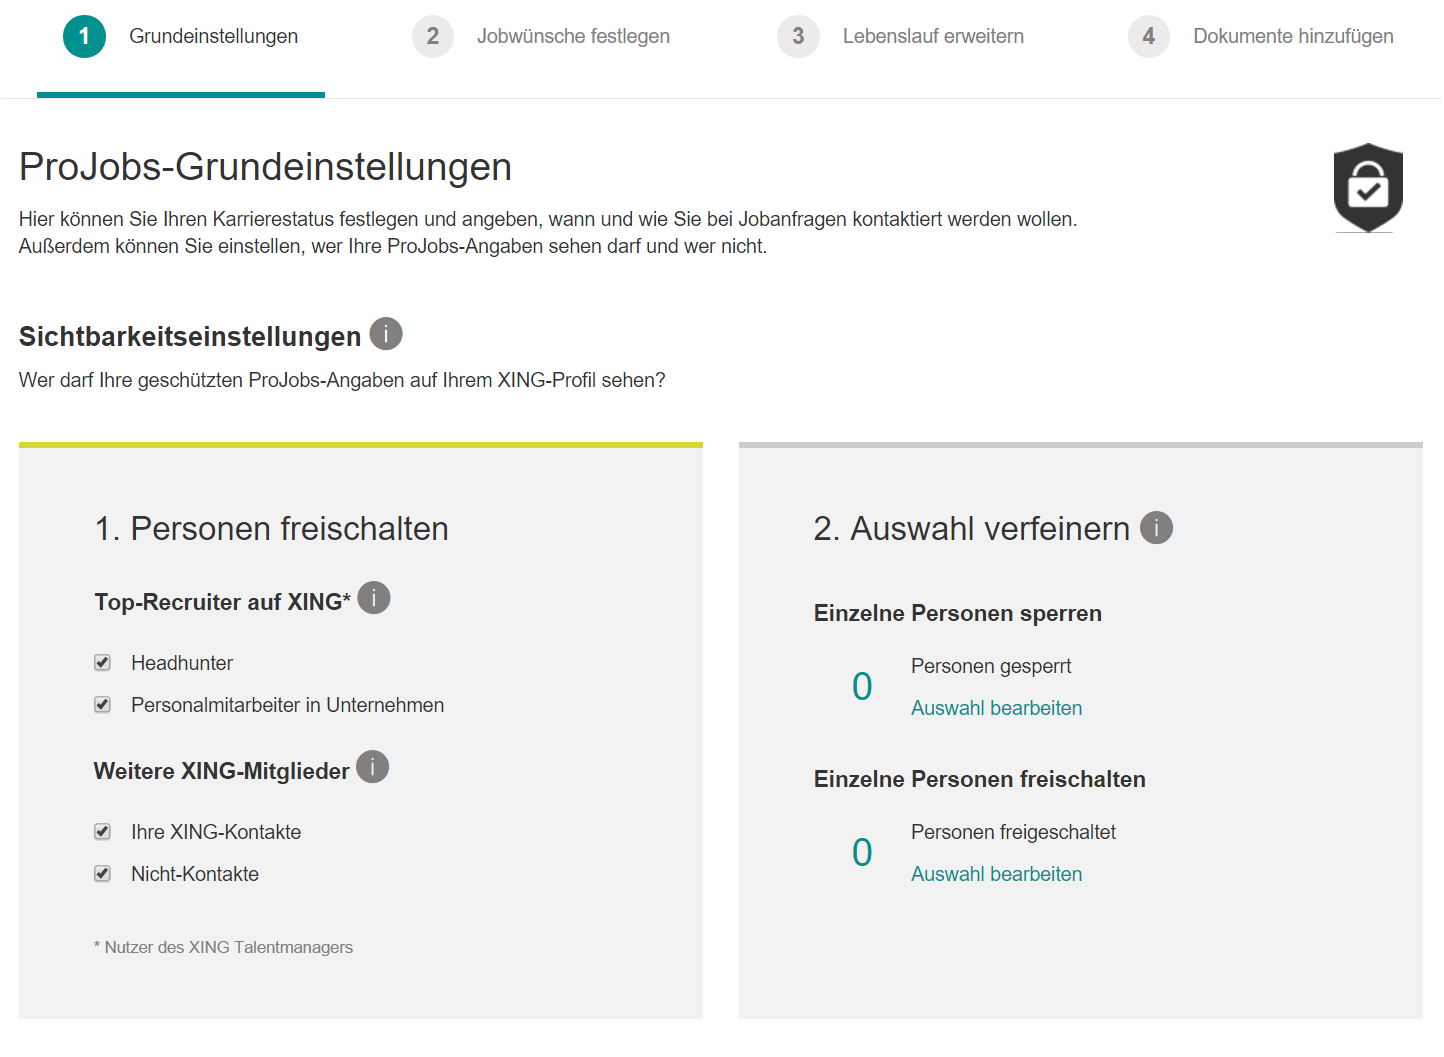 1 Grundeinstellungen
2 Jobwünsche festlegen
3 Lebenslauf erweitern
4 Dokumente hinzufügen
ProJobs-Grundeinstellungen
Hier können Sie Ihren Karrierestatus festlegen und angeben, wann und wie Sie bei Jobanfragen kontaktiert werden wollen.
Außerdem können Sie einstellen, wer Ihre ProJobs-Angaben sehen darf und wer nicht.
Sichtbarkeitseinstellungen i
Wer darf Ihre geschützten ProJobs-Angaben auf Ihrem XING-Profil sehen?
1. Personen freischalten
Top-Recruiter auf XING* i
Headhunter
Personalmitarbeiter in Unternehmen
Weitere XING-Mitglieder i
Ihre XING-Kontakte
Nicht-Kontakte
* Nutzer des XING Talentmanagers
2. Auswahl verfeinern i
Einzelne Personen sperren
0 Personen gesperrt
Auswahl bearbeiten
Einzelne Personen freischalten
0 Personen freigeschaltet
Auswahl bearbeiten